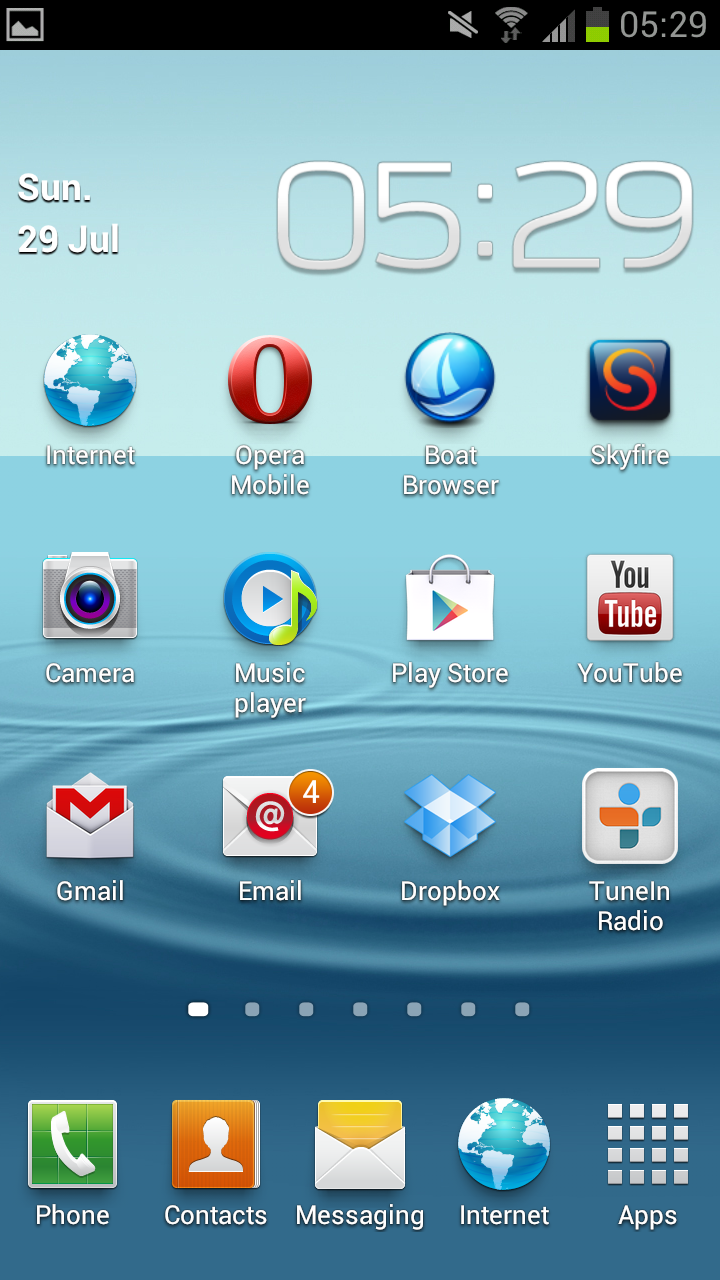 05:29
Sun.
29 Jul
05:29
Internet
Opera
Mobile
Boat
Browser
Skyfire
You
Tube
Camera
Music
player
Play Store
YouTube
@
4
Gmail
Email
Dropbox
TuneIn
Radio
Phone
Contacts
Messaging
Internet
Apps